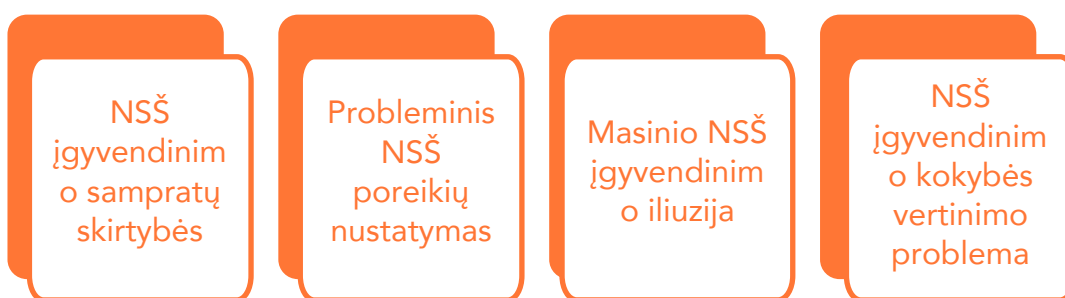 NSŠ
įgyvendinim
o sampratų
skirtybės
Probleminis
NSŠ
poreikių
nustatymas
Masinio NSŠ
įgyvendinim
o iliuzija
NSŠ
įgyvendinim
o kokybės
vertinimo
problema